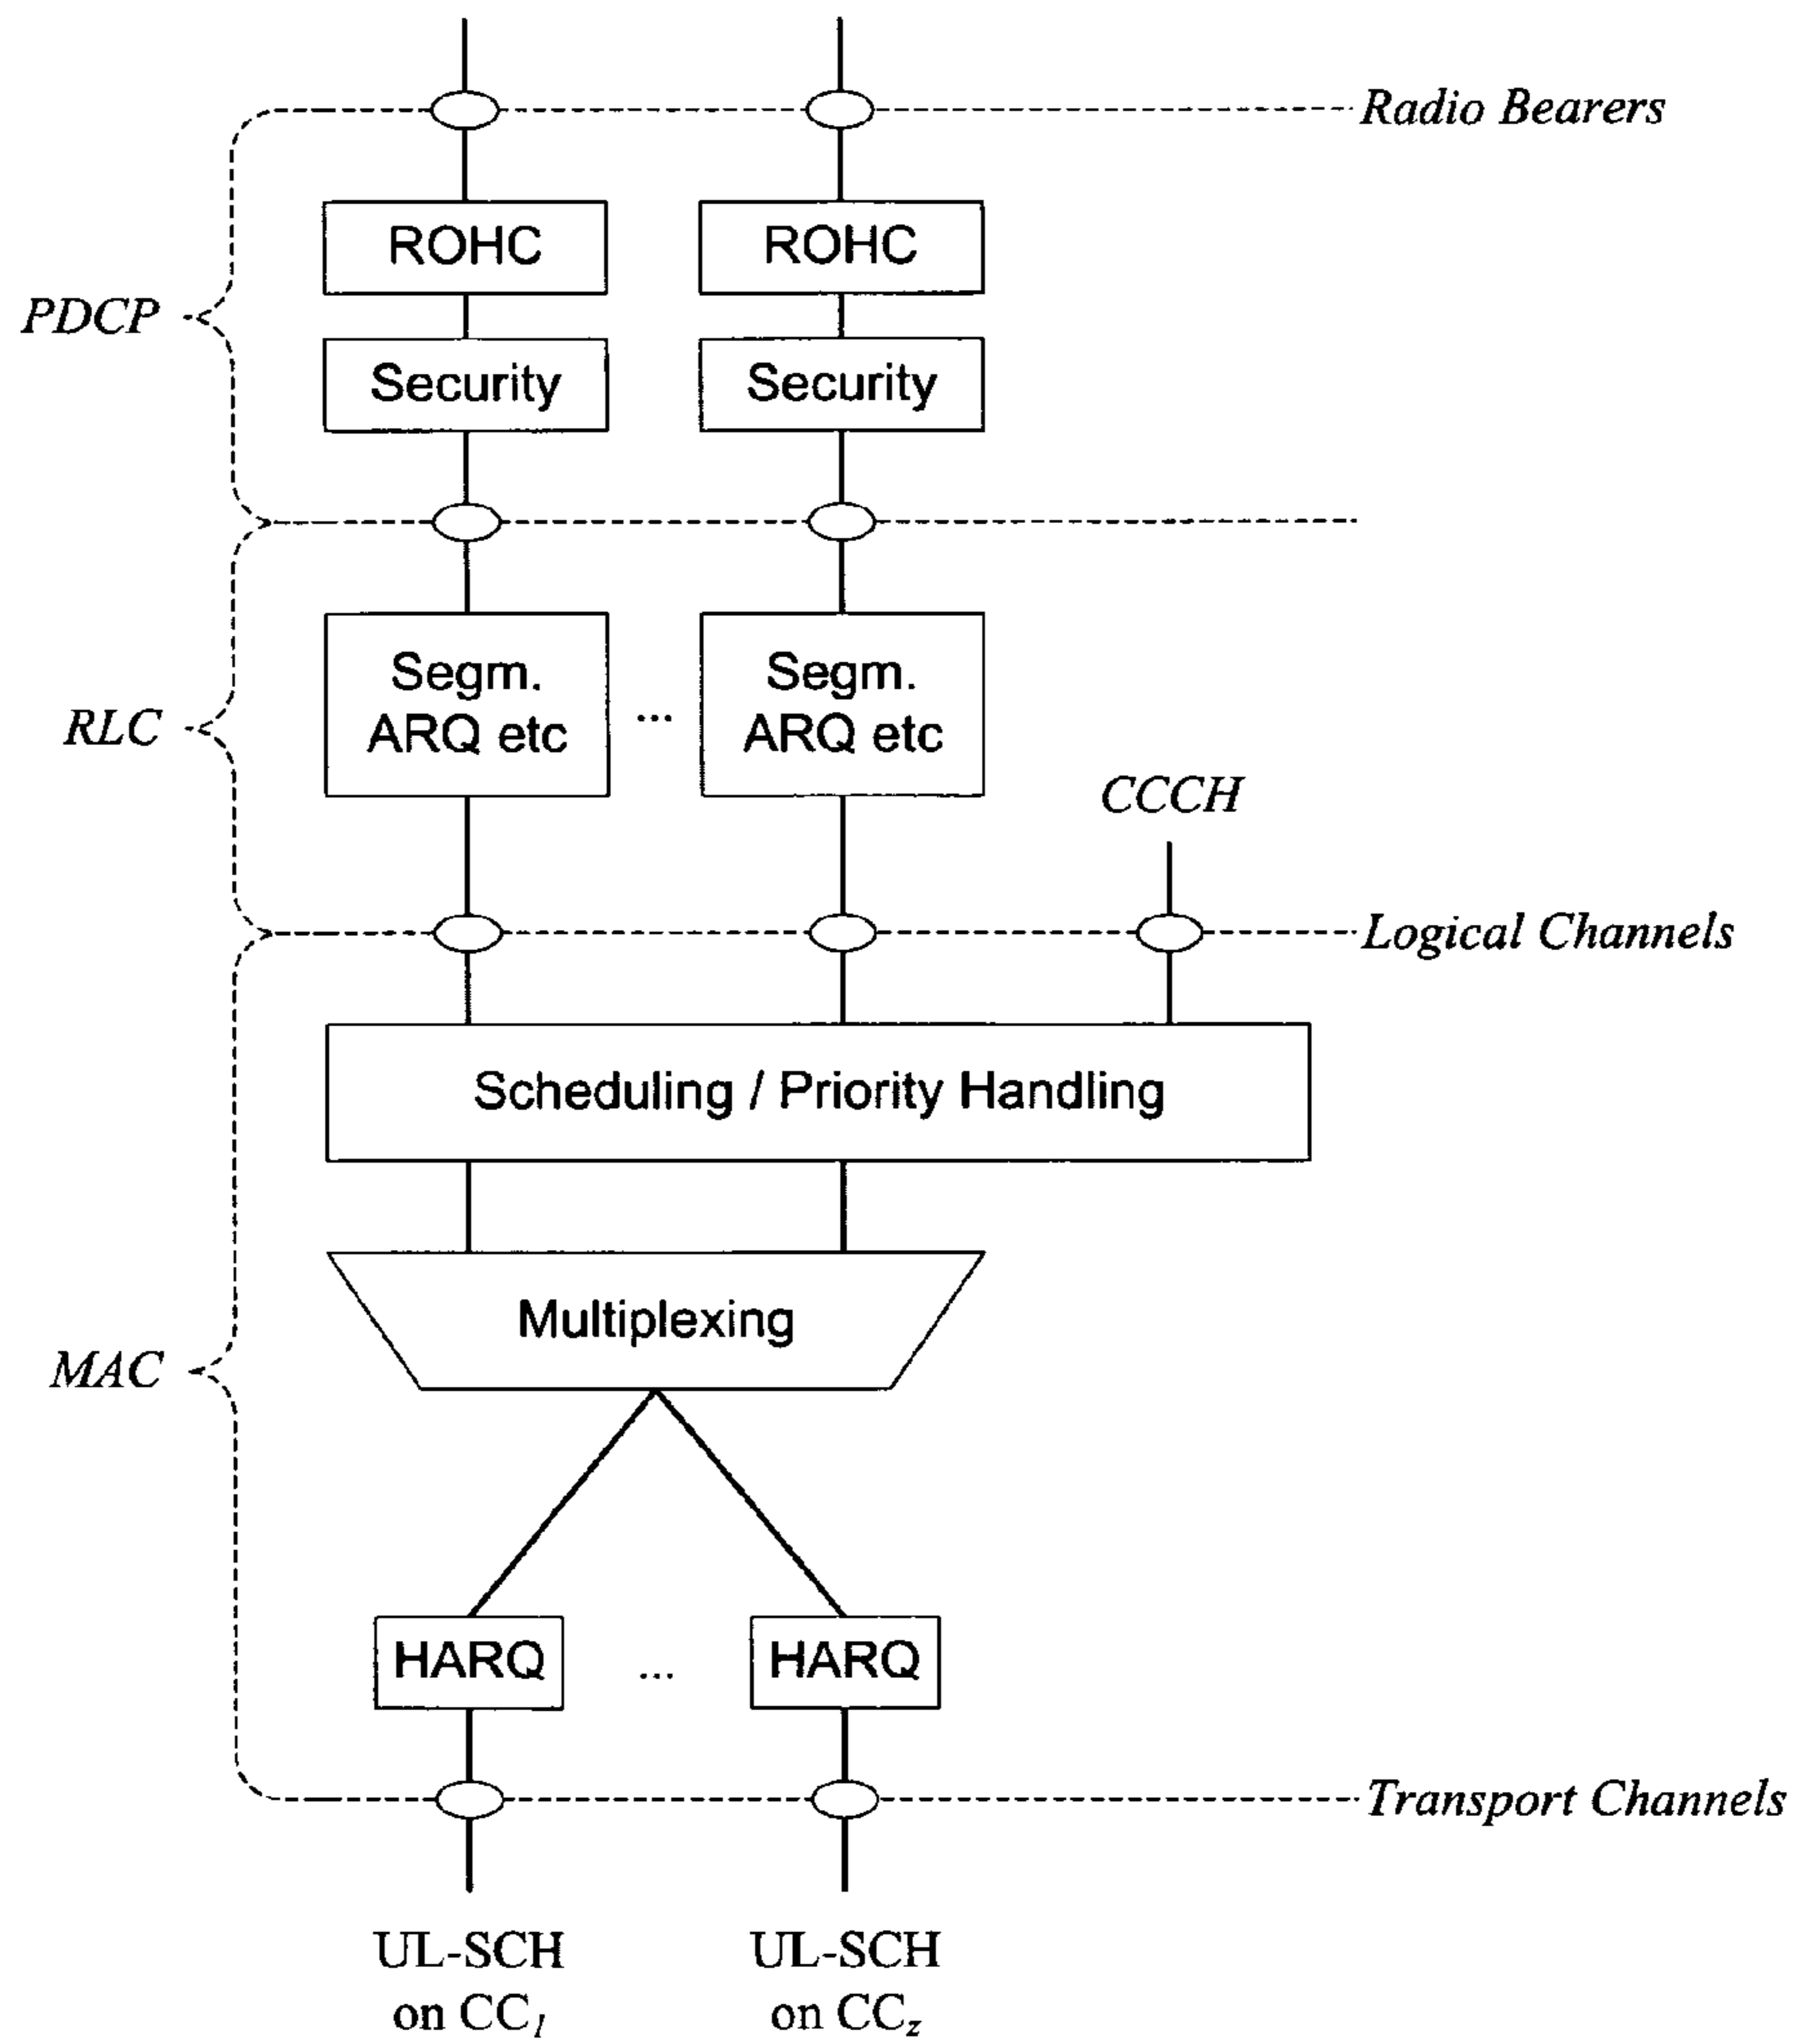 Radio Bearers
ROHC ROHC
PDCP
Security Security
Segm. Segm.
RLC
ARQ etc ... ARQ etc
CCCH
Logical Channels
Scheduling / Priority Handling
Multiplexing
MAC
HARQ ... HARQ
Transport Channels
UL-SCH UL-SCH
on CC1 on CCz